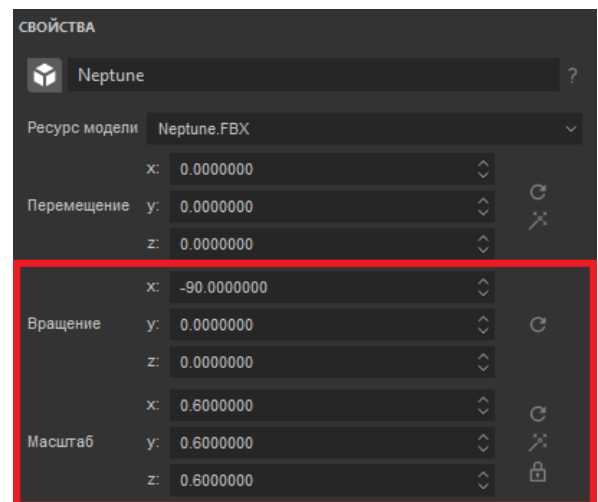 СВОЙСТВА
Neptune ?
Ресурс модели Neptune.FBX
x: 0.0000000
Перемещение y: 0.0000000
z: 0.0000000
x: -90.0000000
Вращение y: 0.0000000
z: 0.0000000
x: 0.6000000
Масштаб y: 0.6000000
z: 0.6000000